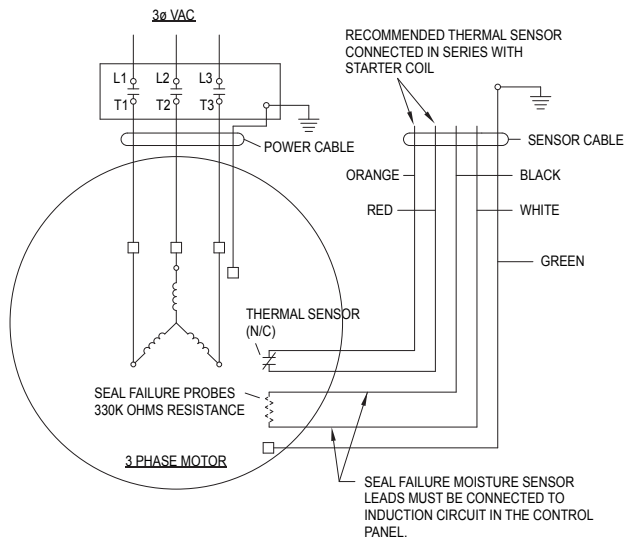 3ø VAC
RECOMMENDED THERMAL SENSOR
CONNECTED IN SERIES WITH
STARTER COIL
L1
L2
L3
T1
T2
T3
POWER CABLE
SENSOR CABLE
ORANGE
BLACK
RED
WHITE
GREEN
THERMAL SENSOR
(N/C)
SEAL FAILURE PROBES
330K OHMS RESISTANCE
3 PHASE MOTOR
SEAL FAILURE MOISTURE SENSOR
LEADS MUST BE CONNECTED TO
INDUCTION CIRCUIT IN THE CONTROL
PANEL.